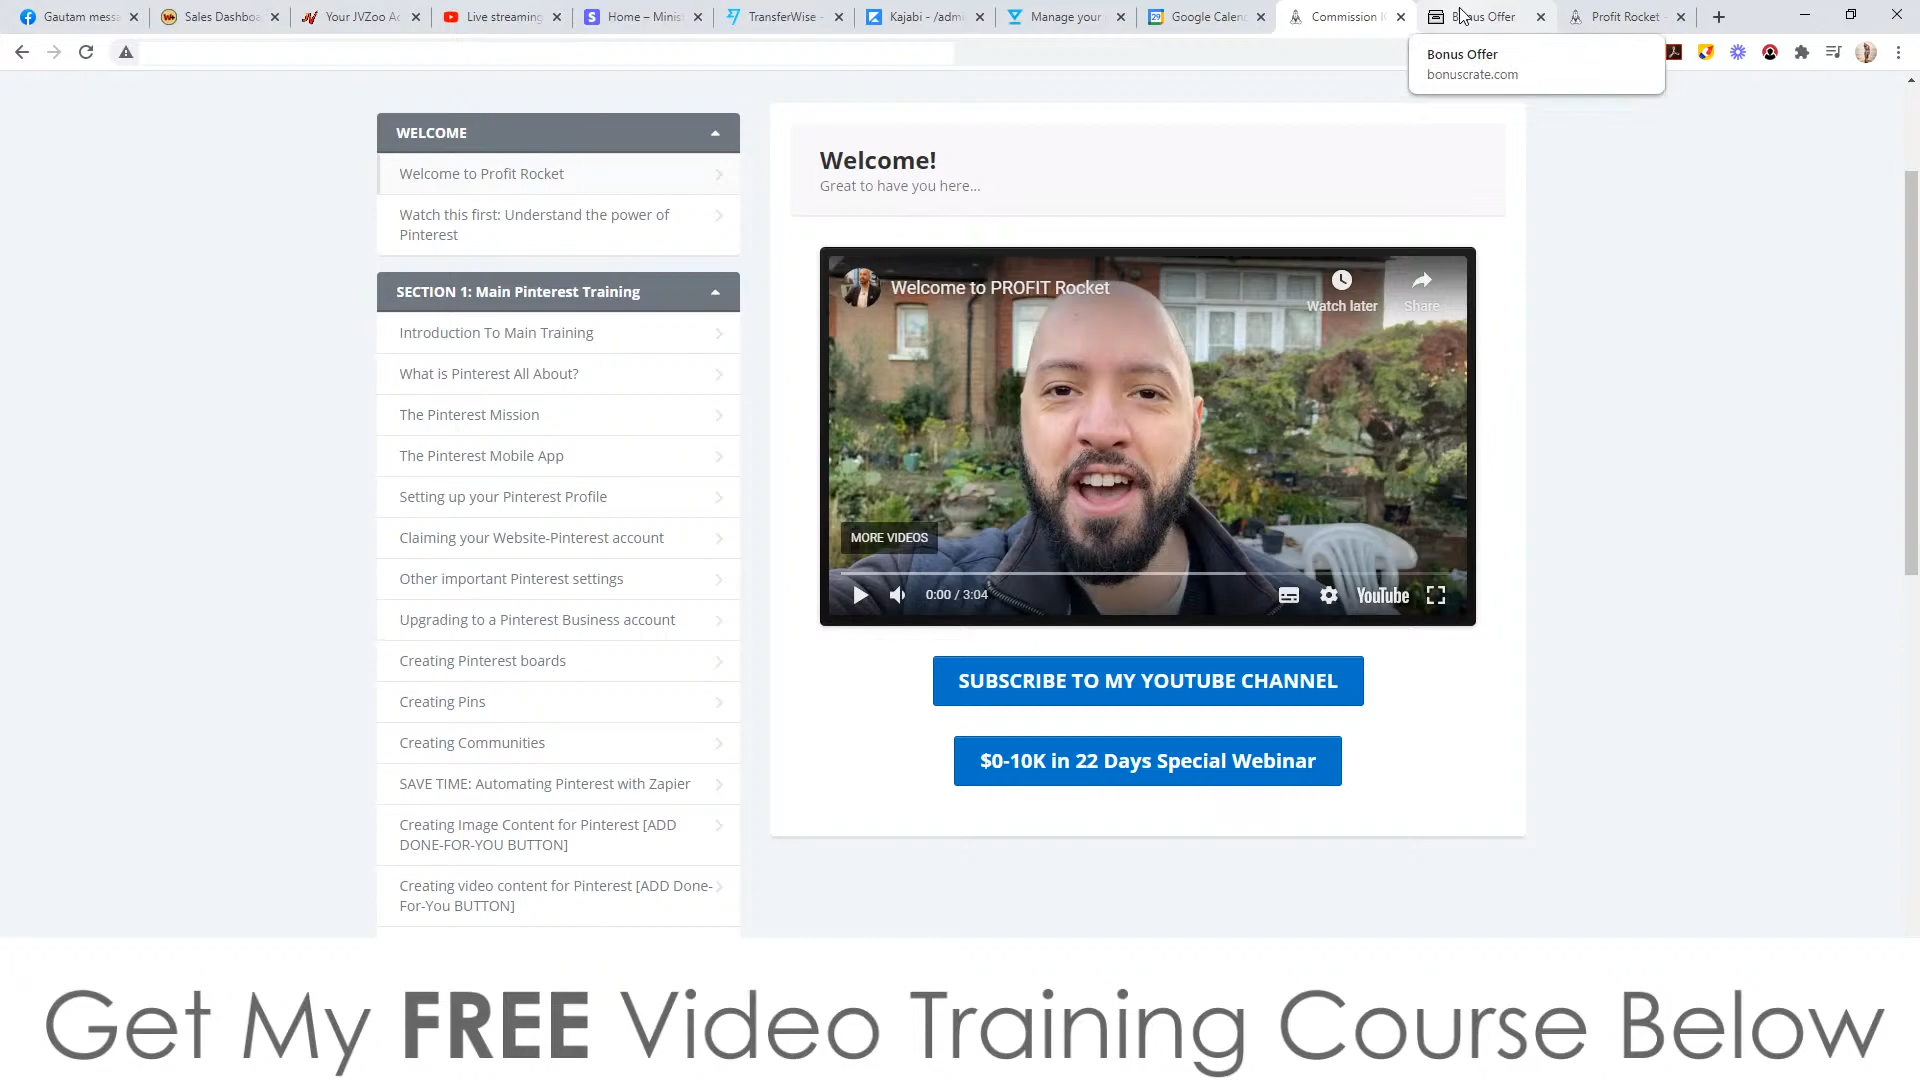 Gautam messa
Sales Dashboa
Your JVZoo Ac
Live streaming
Home – Minist
TransferWise -
Kajabi - /admi
Manage your
29
Google Calen
Commission I
us Offer
Profit Rocket -
Bonus Offer
bonuscrate.com
WELCOME
Welcome to Profit Rocket
Watch this first: Understand the power of
Pinterest
SECTION 1: Main Pinterest Training
Introduction To Main Training
What is Pinterest All About?
The Pinterest Mission
The Pinterest Mobile App
Setting up your Pinterest Profile
Claiming your Website-Pinterest account
Other important Pinterest settings
Upgrading to a Pinterest Business account
Creating Pinterest boards
Creating Pins
Creating Communities
SAVE TIME: Automating Pinterest with Zapier
Creating Image Content for Pinterest [ADD
DONE-FOR-YOU BUTTON]
Creating video content for Pinterest [ADD Done-
For-You BUTTON]
Welcome!
Great to have you here...
Welcome to PROFIT Rocket
Watch later
Share
MORE VIDEOS
0:00 / 3:04
YouTube
SUBSCRIBE TO MY YOUTUBE CHANNEL
$0-10K in 22 Days Special Webinar
Get My FREE Video Training Course Below